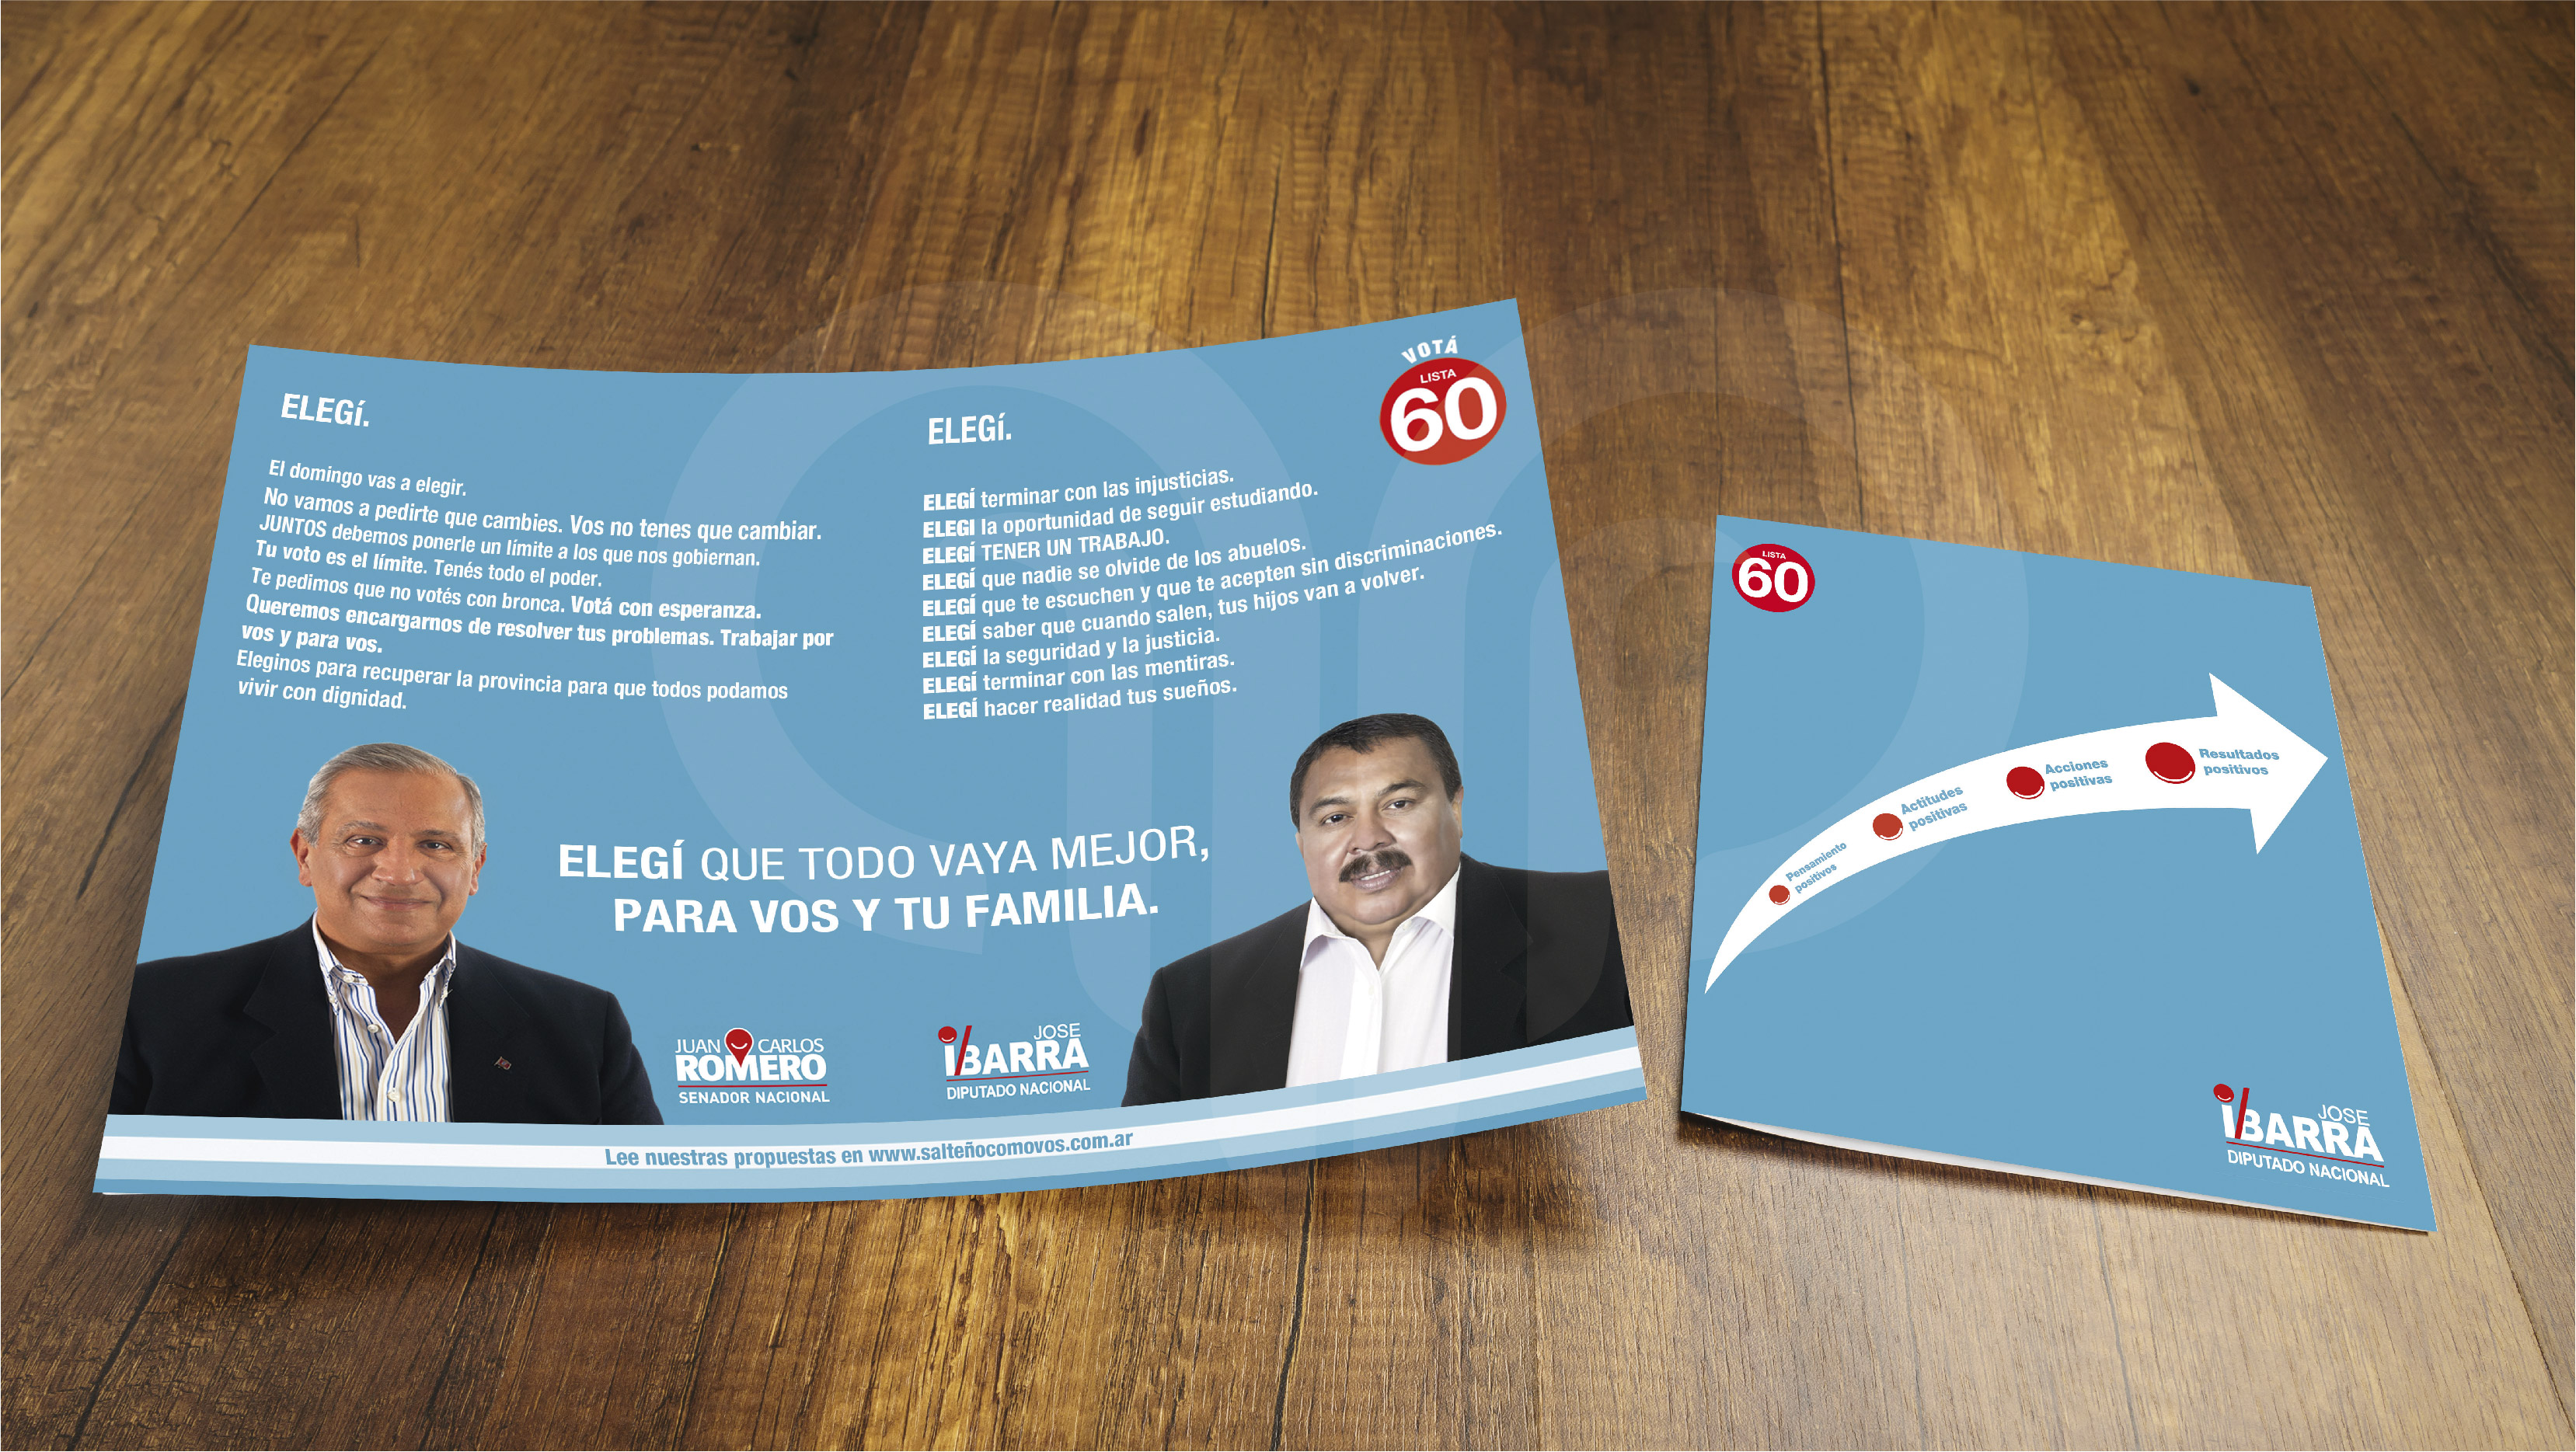 ELEGí.
El domingo vas a elegir.
No vamos a pedirte que cambies. Vos no tenes que cambiar.
JUNTOS debemos ponerle un límite a los que nos gobiernan.
Tu voto es el límite. Tenés todo el poder.
Te pedimos que no votés con bronca. Votá con esperanza.
Queremos encargarnos de resolver tus problemas. Trabajar por
vos y para vos.
Eleginos para recuperar la provincia para que todos podamos
vivir con dignidad.
ELEGí.
VOTÁ
LISTA
60
ELEGÍ terminar con las injusticias.
ELEGI la oportunidad de seguir estudiando.
ELEGÍ TENER UN TRABAJO.
ELEGÍ que nadie se olvide de los abuelos.
ELEGÍ que te escuchen y que te acepten sin discriminaciones.
ELEGÍ saber que cuando salen, tus hijos van a volver.
ELEGÍ la seguridad y la justicia.
ELEGÍ terminar con las mentiras.
ELEGÍ hacer realidad tus sueños.
ELEGÍ QUE TODO VAYA MEJOR,
PARA VOS Y TU FAMILIA.
JUAN CARLOS
ROMERO
SENADOR NACIONAL
JOSE
IBARRA
DIPUTADO NACIONAL
Lee nuestras propuestas en www.salteñocomovos.com.ar
LISTA
60
Pensamiento
positivos
Actitudes
positivas
Acciones
positivas
Resultados
positivos
JOSE
IBARRA
DIPUTADO NACIONAL